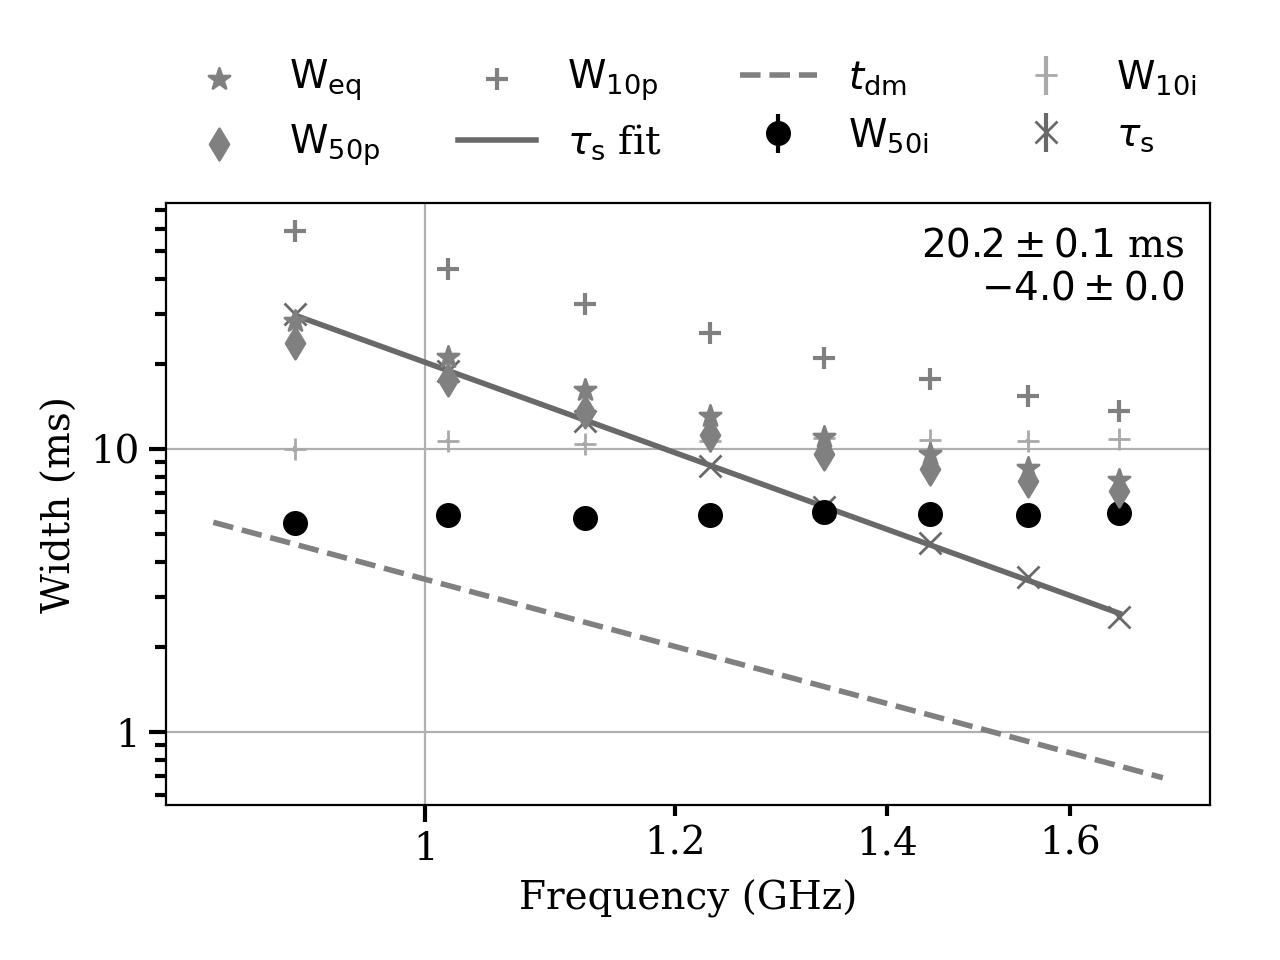 W_eq W_10p t_dm W_10i
W_50p τ_s fit W_50i τ_s
20.2 ± 0.1 ms
−4.0 ± 0.0
10
1
Width (ms)
1 1.2 1.4 1.6
Frequency (GHz)